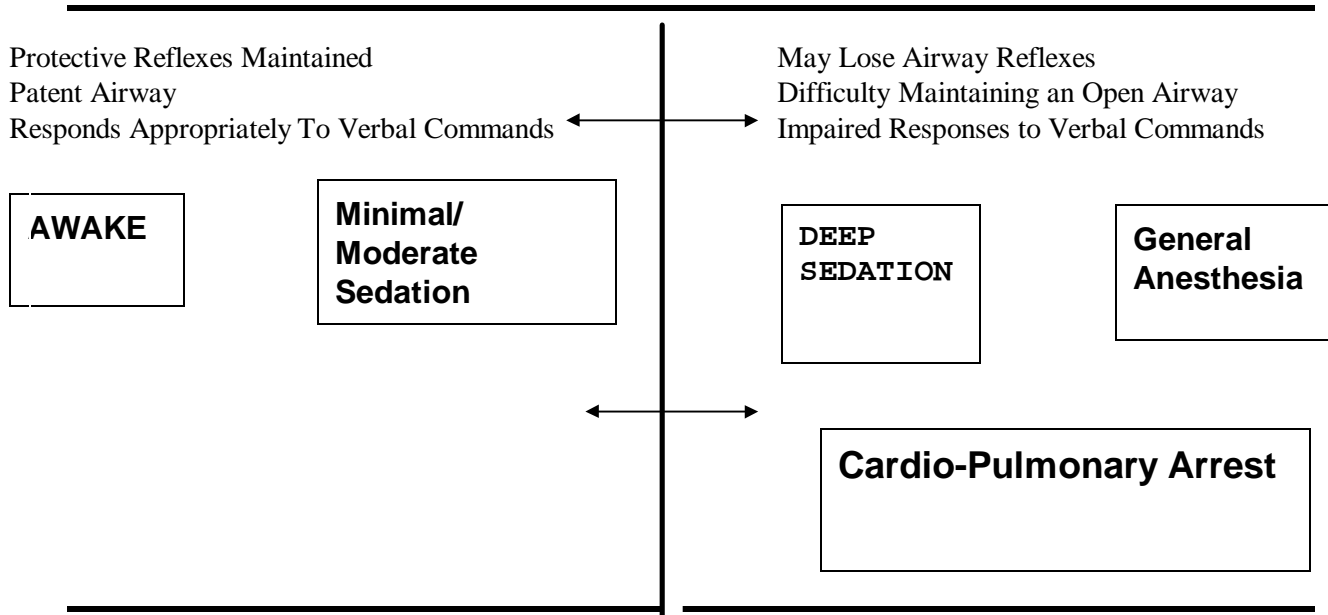 Protective Reflexes Maintained
Patent Airway
Responds Appropriately To Verbal Commands
May Lose Airway Reflexes
Difficulty Maintaining an Open Airway
Impaired Responses to Verbal Commands
AWAKE
Minimal/
Moderate
Sedation
DEEP
SEDATION
General
Anesthesia
Cardio-Pulmonary Arrest